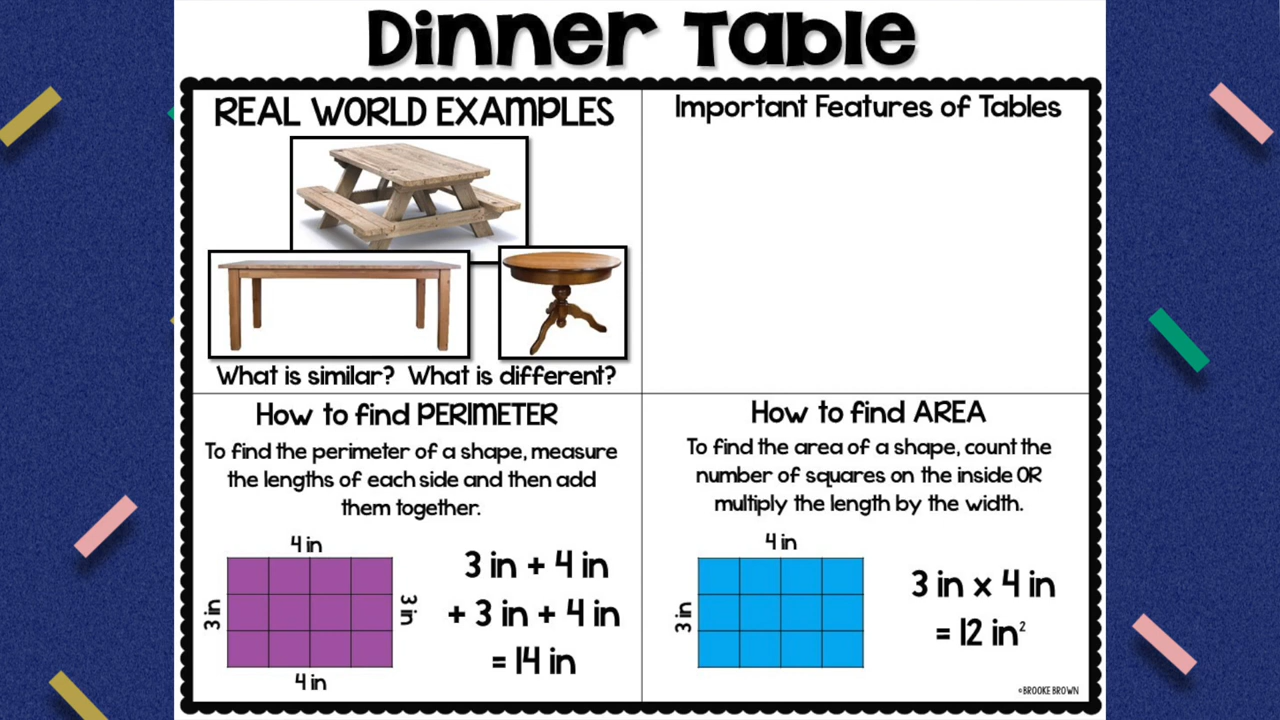 Dinner Table
REAL WORLD EXAMPLES
What is similar? What is different?
Important Features of Tables
How to find PERIMETER
To find the perimeter of a shape, measure
the lengths of each side and then add
them together.
4 in
3 in
3 in
4 in
3 in + 4 in
+ 3 in + 4 in
= 14 in
How to find AREA
To find the area of a shape, count the
number of squares on the inside OR
multiply the length by the width.
4 in
3 in
3 in x 4 in
= 12 in²
©BROOKE BROWN